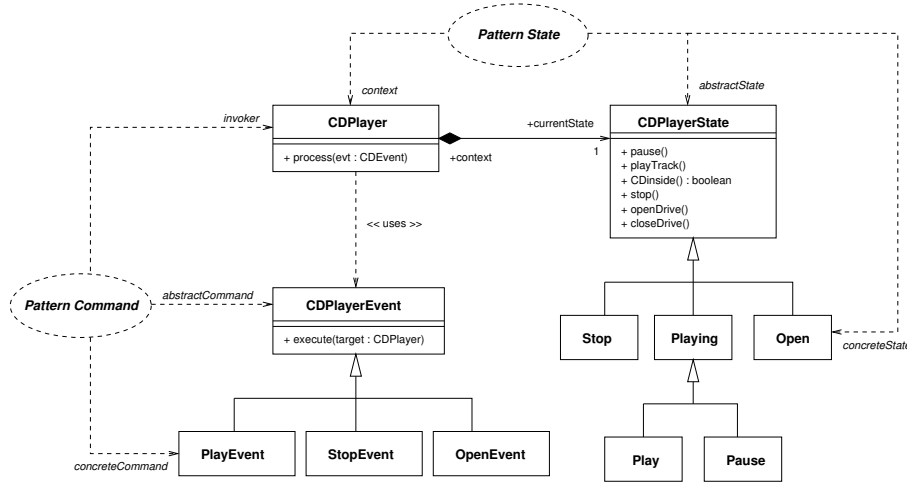 Pattern State
context
abstractState
invoker
CDPlayer
+ process(evt : CDEvent)
+currentState
+context
1
CDPlayerState
+ pause()
+ playTrack()
+ CDinside() : boolean
+ stop()
+ openDrive()
+ closeDrive()
<< uses >>
Pattern Command
abstractCommand
CDPlayerEvent
+ execute(target : CDPlayer)
Stop
Playing
Open
concreteState
PlayEvent
StopEvent
OpenEvent
concreteCommand
Play
Pause